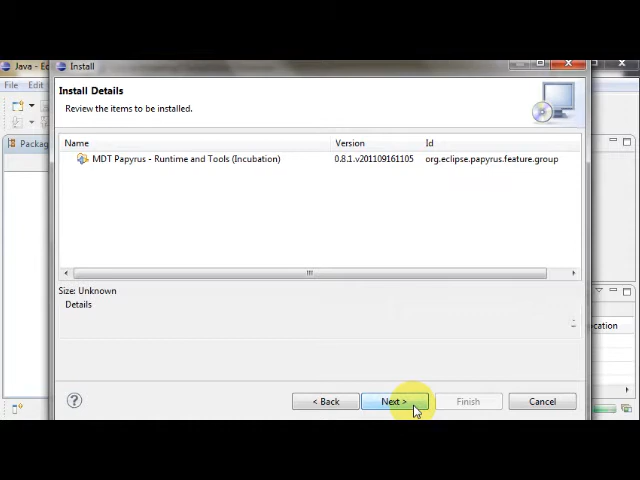 Java - Ec
Install
File
Edit
Install Details
Review the items to be installed.
Packag
Name
Version
Id
MDT Papyrus - Runtime and Tools (Incubation)
0.8.1.v201109161105
org.eclipse.papyrus.feature.group
Size: Unknown
Details
ocation
?
< Back
Next >
Finish
Cancel